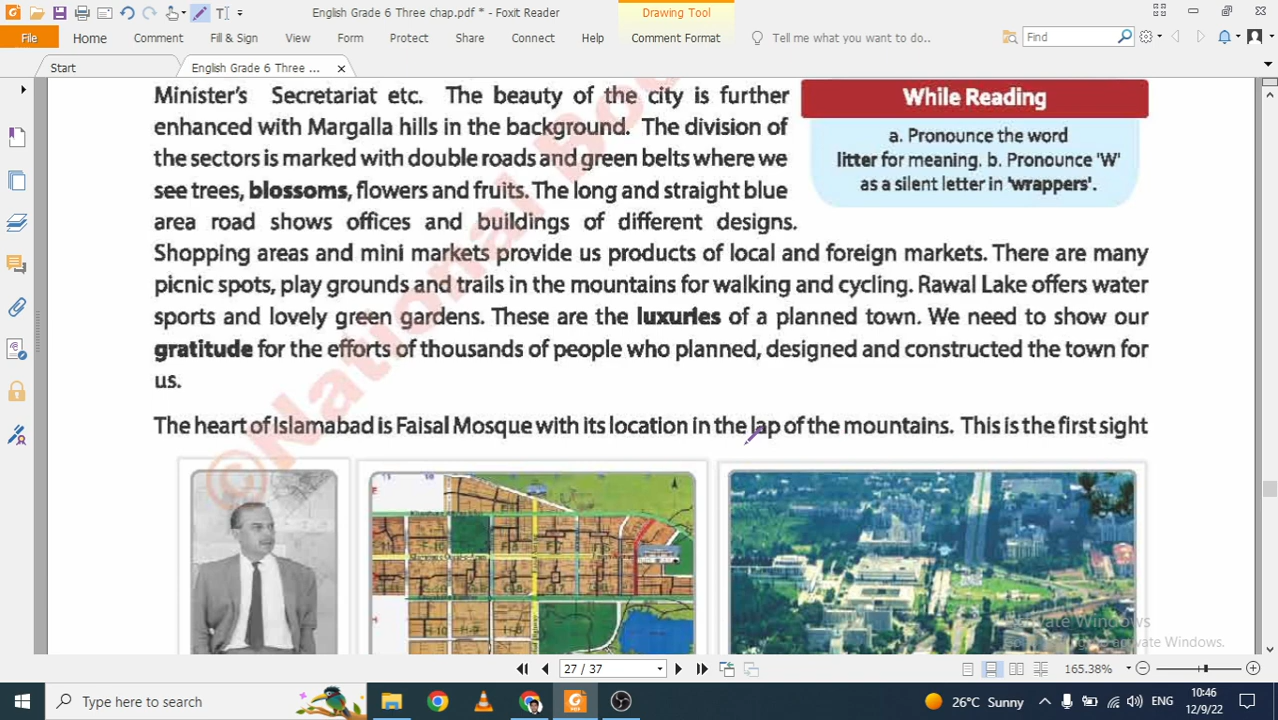 English Grade 6 Three chap.pdf * - Foxit Reader
Drawing Tool
File Home Comment Fill & Sign View Form Protect Share Connect Help Comment Format Tell me what you want to do.. Find
Start English Grade 6 Three ...
Minister's Secretariat etc. The beauty of the city is further
enhanced with Margalla hills in the background. The division of
the sectors is marked with double roads and green belts where we
see trees, blossoms, flowers and fruits. The long and straight blue
area road shows offices and buildings of different designs.
While Reading
a. Pronounce the word
litter for meaning. b. Pronounce 'W'
as a silent letter in 'wrappers'.
Shopping areas and mini markets provide us products of local and foreign markets. There are many
picnic spots, play grounds and trails in the mountains for walking and cycling. Rawal Lake offers water
sports and lovely green gardens. These are the luxuries of a planned town. We need to show our
gratitude for the efforts of thousands of people who planned, designed and constructed the town for
us.
The heart of Islamabad is Faisal Mosque with its location in the lap of the mountains. This is the first sight
©National Boo
Activate Windows
27 / 37
165.38%
Type here to search
26°C Sunny
ENG
10:46
12/9/22